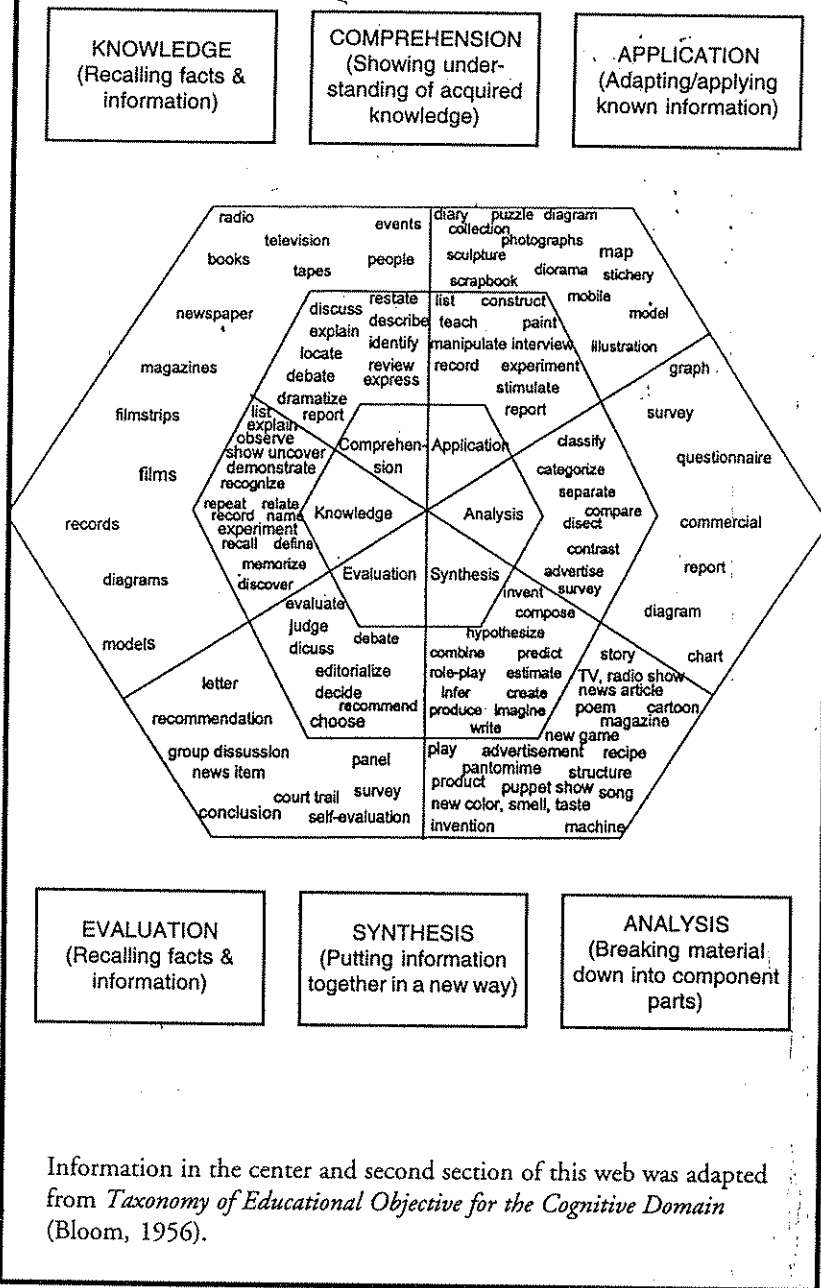 KNOWLEDGE
(Recalling facts &
information)
COMPREHENSION
(Showing under-
standing of acquired
knowledge)
APPLICATION
(Adapting/applying
known information)
radio
events
television
books
people
tapes
newspaper
magazines
filmstrips
films
records
diagrams
models
diary puzzle diagram
collection
photographs
sculpture
map
diorama
stichery
scrapbook
mobile
model
illustration
graph
survey
questionnaire
commercial
report
diagram
chart
restate
discuss
describe
explain
identify
locate
review
debate
express
dramatize
report
list construct
teach paint
manipulate interview
record experiment
stimulate
report
list
explain
observe
show uncover
demonstrate
recognize
repeat relate
record name
experiment
recall define
memorize
discover
classify
categorize
separate
compare
disect
contrast
advertise
survey
Comprehen-
sion
Application
Knowledge
Analysis
Evaluation
Synthesis
evaluate
judge
debate
dicuss
editorialize
decide
recommend
choose
invent
compose
hypothesize
combine predict
role-play estimate
infer create
produce imagine
write
letter
recommendation
group dissussion
news item
panel
court trail survey
conclusion
self-evaluation
story
TV, radio show
news article
poem cartoon
magazine
new game
play advertisement recipe
pantomime structure
product puppet show song
new color, smell, taste
invention machine
EVALUATION
(Recalling facts &
information)
SYNTHESIS
(Putting information
together in a new way)
ANALYSIS
(Breaking material
down into component
parts)
Information in the center and second section of this web was adapted
from Taxonomy of Educational Objective for the Cognitive Domain
(Bloom, 1956).